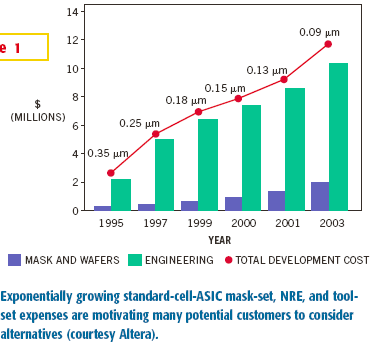 e 1
$
(MILLIONS)
14
12
10
8
6
4
2
0
0.35 µm
0.25 µm
0.18 µm
0.15 µm
0.13 µm
0.09 µm
1995 1997 1999 2000 2001 2003
YEAR
MASK AND WAFERS ENGINEERING TOTAL DEVELOPMENT COST
Exponentially growing standard-cell-ASIC mask-set, NRE, and tool-
set expenses are motivating many potential customers to consider
alternatives (courtesy Altera).